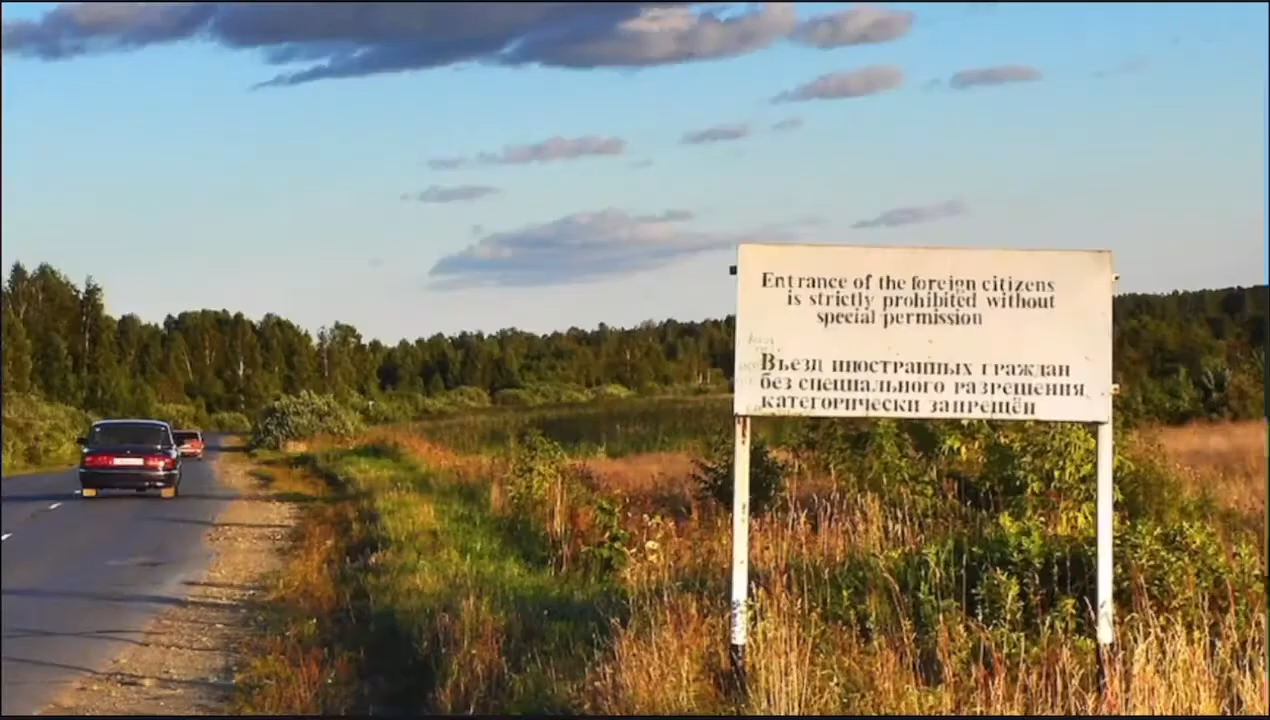 Entrance of the foreign citizens
is strictly prohibited without
special permission
Въезд иностранных граждан
без специального разрешения
категорически запрещён